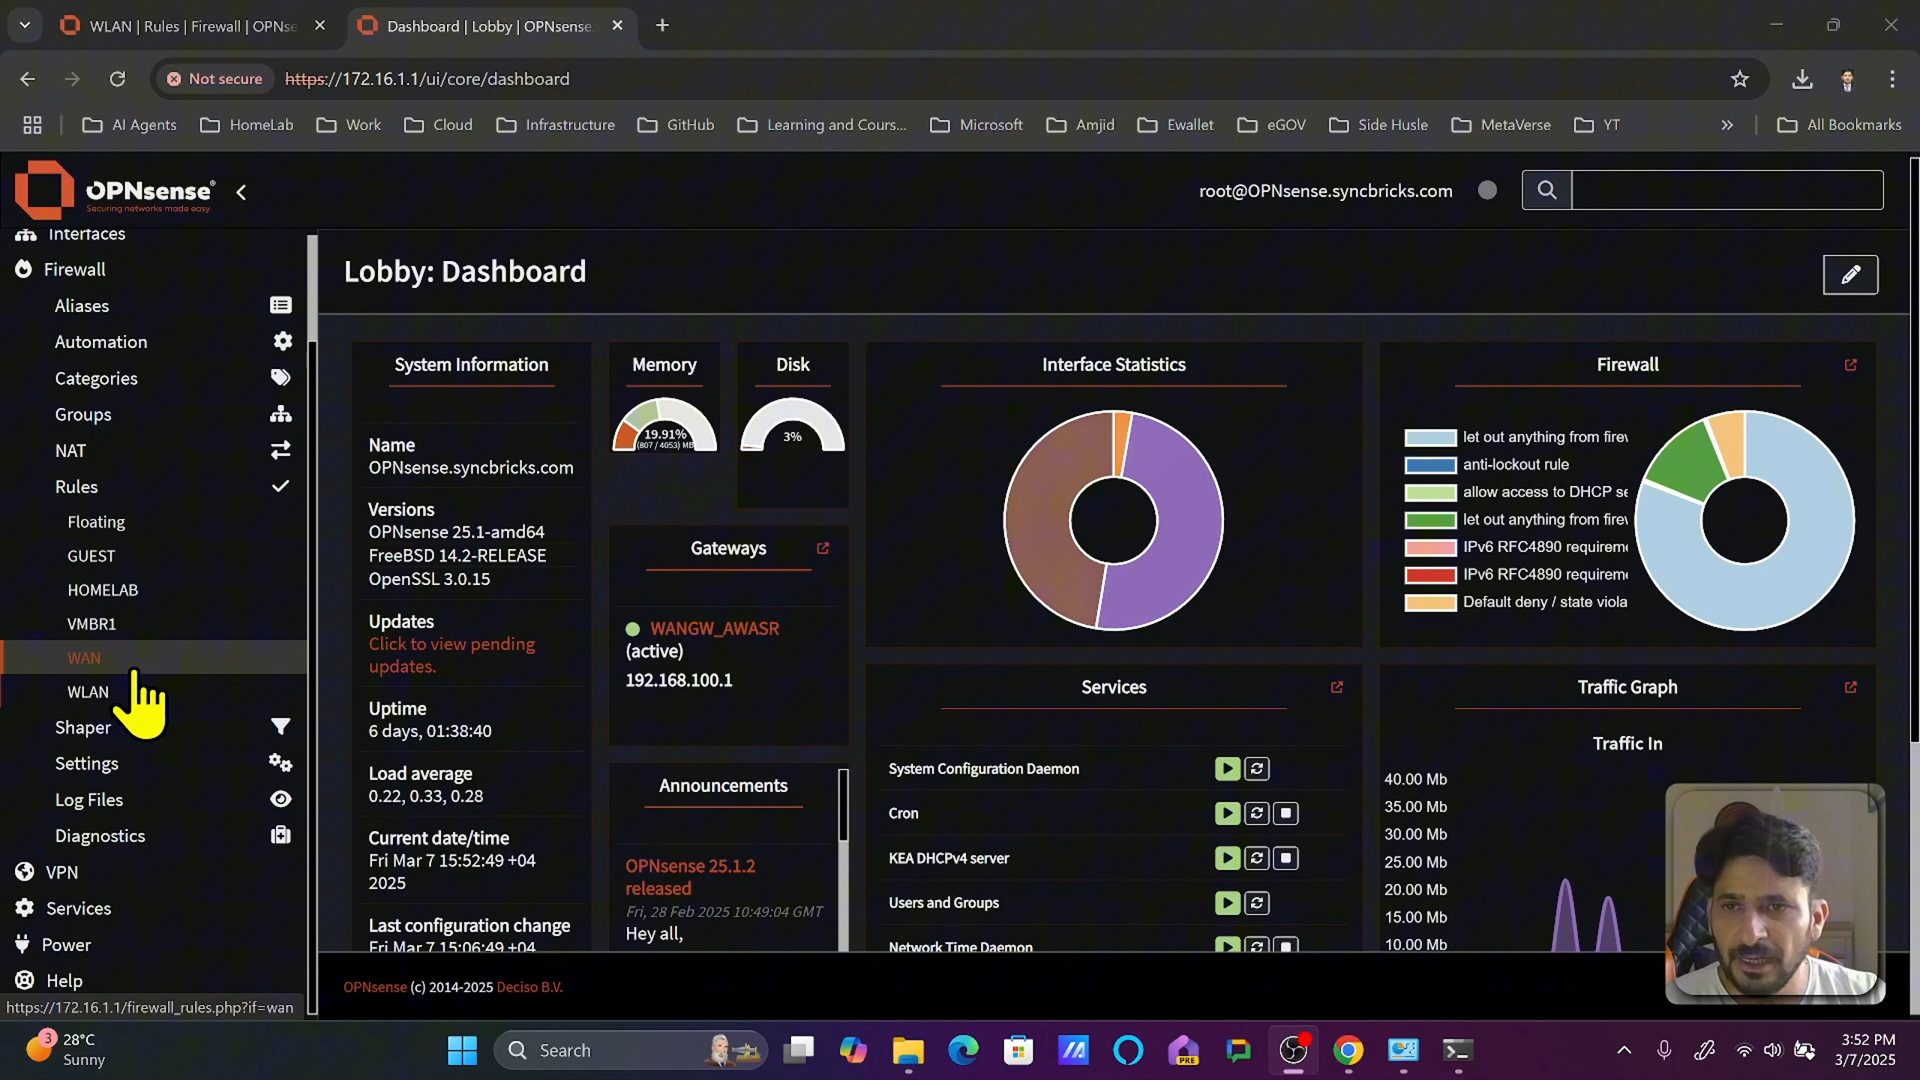 WLAN | Rules | Firewall | OPNse
Dashboard | Lobby | OPNsense.
Not secure
https://172.16.1.1/ui/core/dashboard
AI Agents
HomeLab
Work
Cloud
Infrastructure
GitHub
Learning and Cours...
Microsoft
Amjid
Ewallet
eGOV
Side Husle
MetaVerse
YT
All Bookmarks
OPNsense®
Securing networks made easy
root@OPNsense.syncbricks.com
Interfaces
Firewall
Aliases
Automation
Categories
Groups
NAT
Rules
Floating
GUEST
HOMELAB
VMBR1
WAN
WLAN
Shaper
Settings
Log Files
Diagnostics
VPN
Services
Power
Help
https://172.16.1.1/firewall_rules.php?if=wan
Lobby: Dashboard
System Information
Name
OPNsense.syncbricks.com
Versions
OPNsense 25.1-amd64
FreeBSD 14.2-RELEASE
OpenSSL 3.0.15
Updates
Click to view pending
updates.
Uptime
6 days, 01:38:40
Load average
0.22, 0.33, 0.28
Current date/time
Fri Mar 7 15:52:49 +04
2025
Last configuration change
Fri Mar 7 15:06:49 +04
Memory
19.91%
(807 / 4053) MB
Disk
3%
Gateways
WANGW_AWASR
(active)
192.168.100.1
Announcements
OPNsense 25.1.2
released
Fri, 28 Feb 2025 10:49:04 GMT
Hey all,
Interface Statistics
Services
System Configuration Daemon
Cron
KEA DHCPv4 server
Users and Groups
Network Time Daemon
Firewall
let out anything from firew
anti-lockout rule
allow access to DHCP se
let out anything from firew
IPv6 RFC4890 requireme
IPv6 RFC4890 requireme
Default deny / state viola
Traffic Graph
Traffic In
40.00 Mb
35.00 Mb
30.00 Mb
25.00 Mb
20.00 Mb
15.00 Mb
10.00 Mb
OPNsense (c) 2014-2025 Deciso B.V.
3
28°C
Sunny
Search
PRE
3:52 PM
3/7/2025